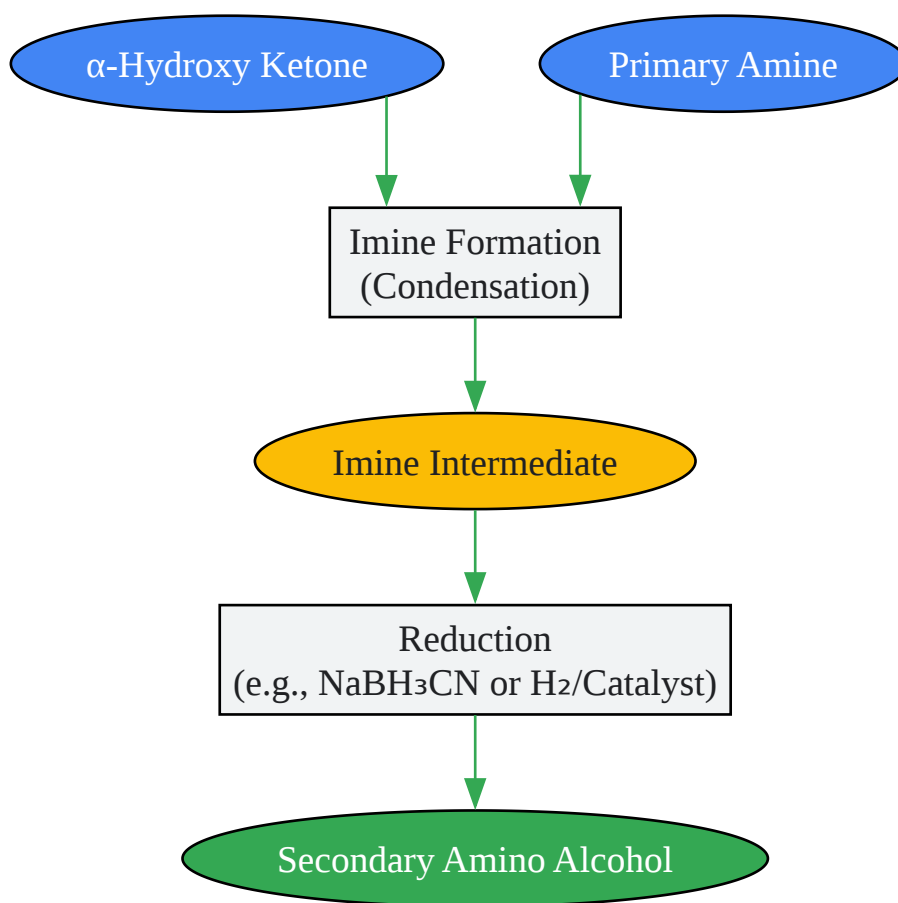 α-Hydroxy Ketone
Primary Amine
Imine Formation
(Condensation)
Imine Intermediate
Reduction
(e.g., NaBH₃CN or H₂/Catalyst)
Secondary Amino Alcohol